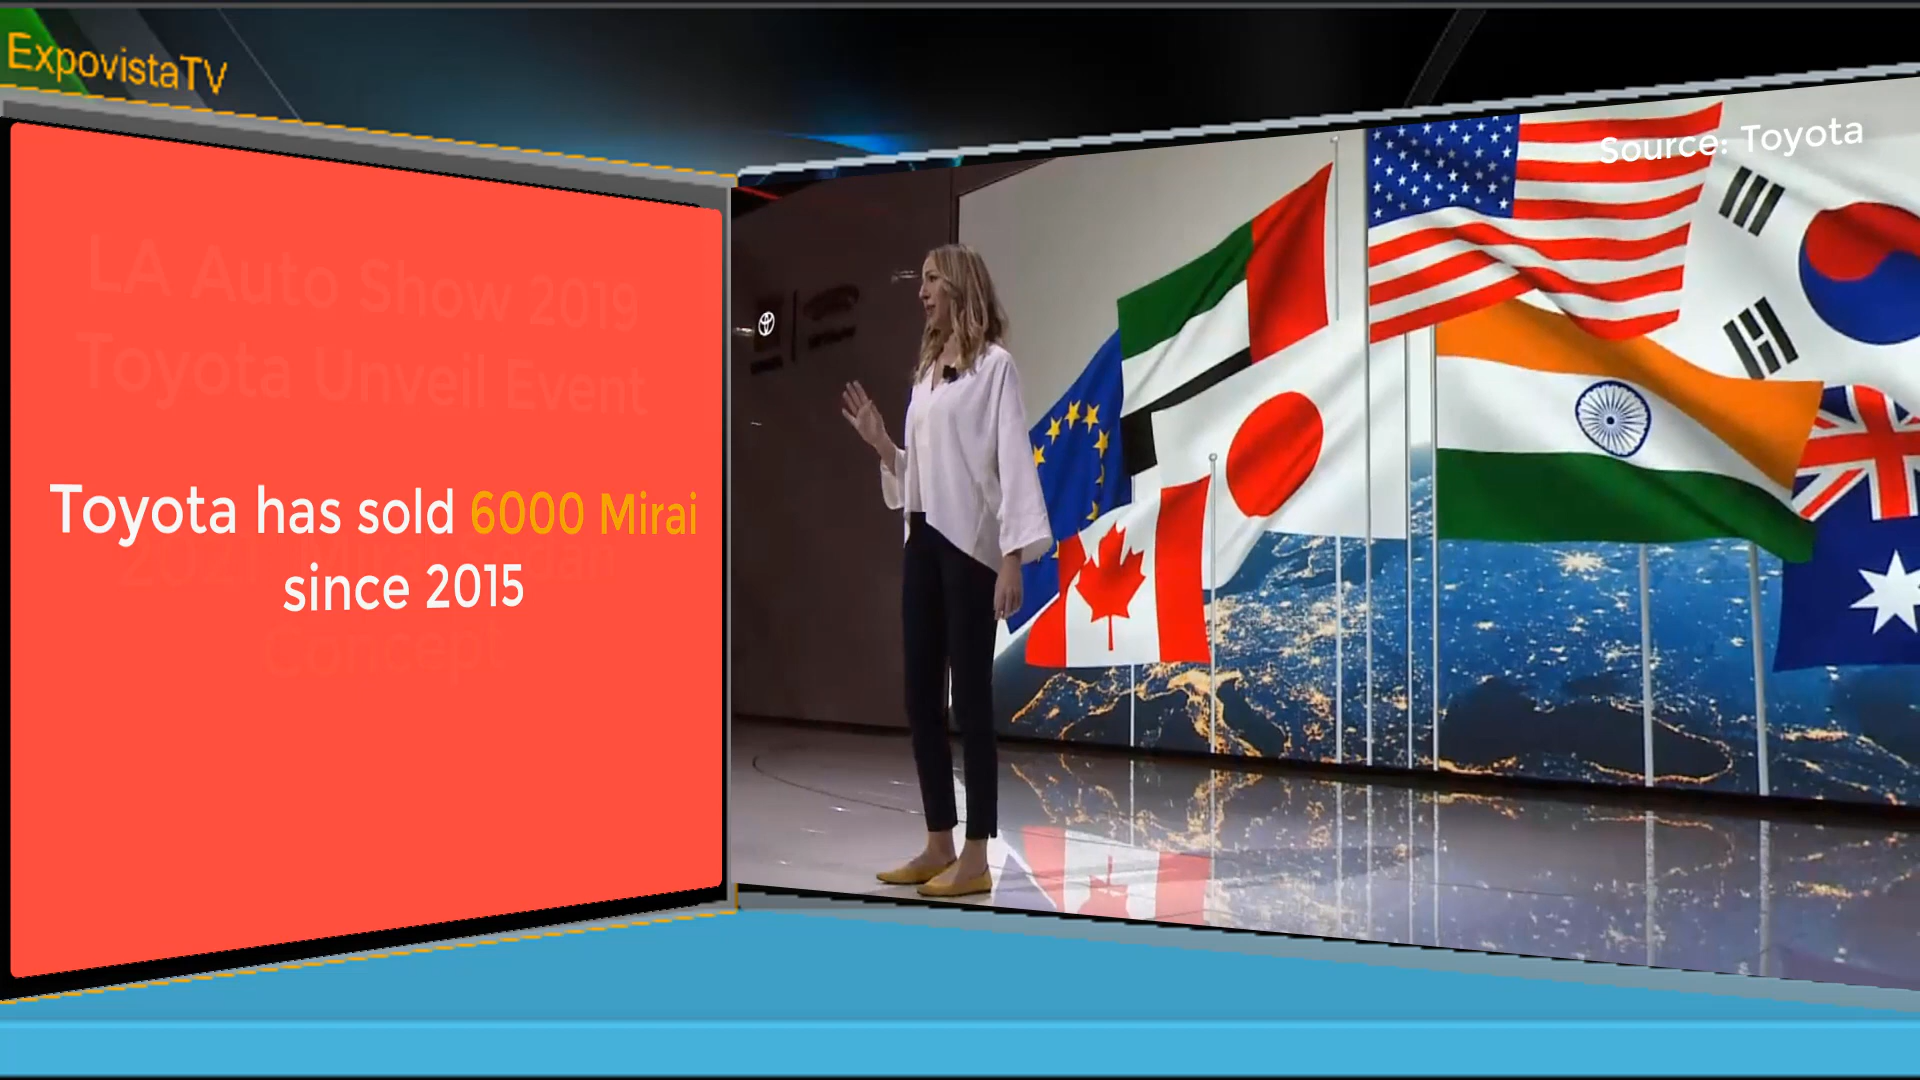 ExpovistaTV
Source: Toyota
LA Auto Show 2019
Toyota Unveil Event
Toyota has sold 6000 Mirai
since 2015
Concept